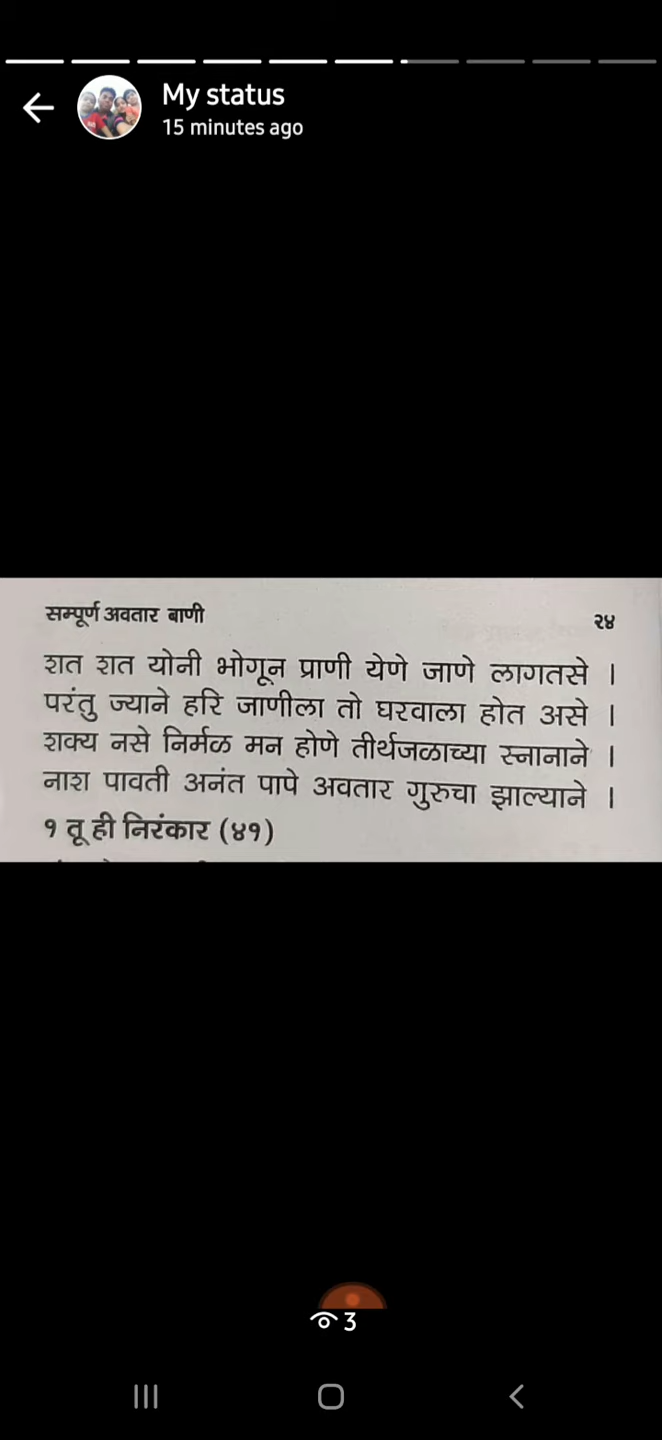 My status
15 minutes ago
सम्पूर्ण अवतार बाणी २४
शत शत योनी भोगून प्राणी येणे जाणे लागतसे ।
परंतु ज्याने हरि जाणीला तो घरवाला होत असे ।
शक्य नसे निर्मळ मन होणे तीर्थजळाच्या स्नानाने ।
नाश पावती अनंत पापे अवतार गुरुचा झाल्याने ।
१ तू ही निरंकार (४१)
3